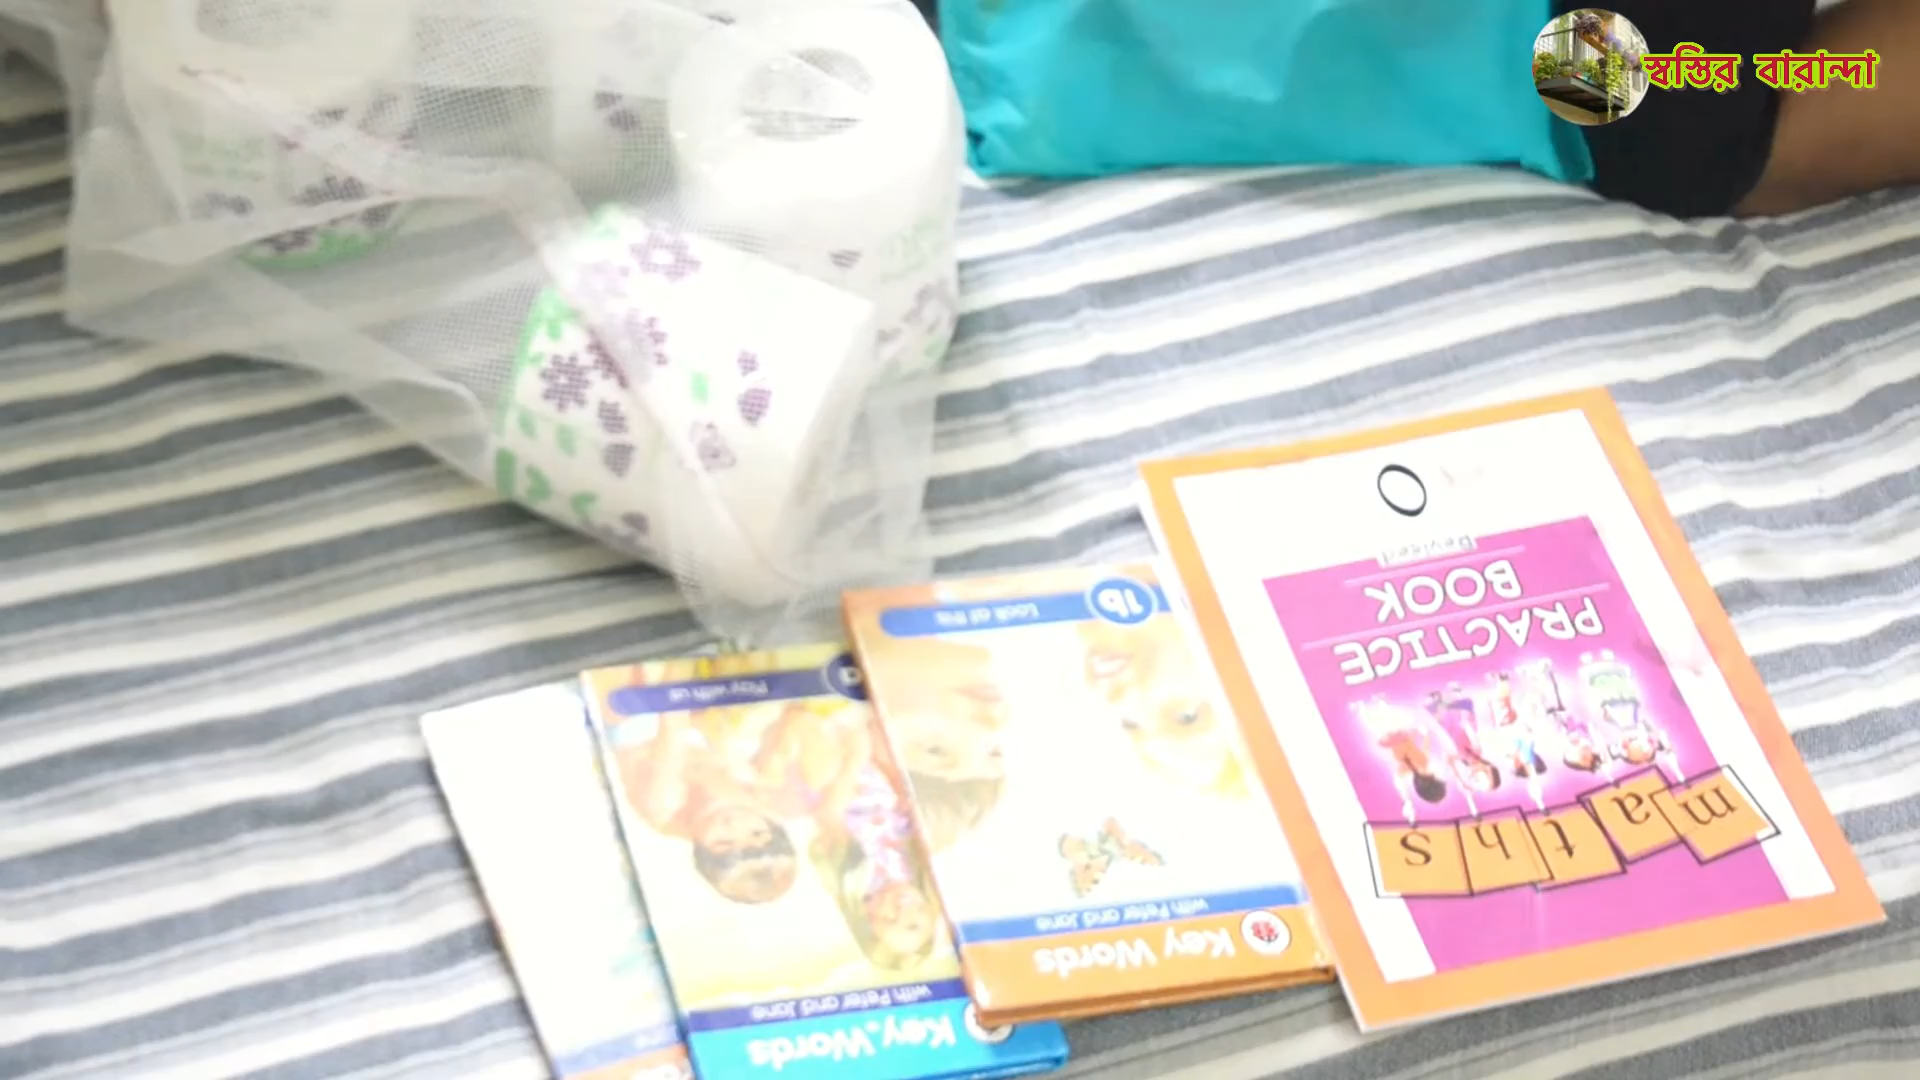 স্বস্তির বারান্দা
O
Revised
PRACTICE
BOOK
maths
1b
Look at this
with Peter and Jane
Key Words
a
Play with us
with Peter and Jane
Key Words